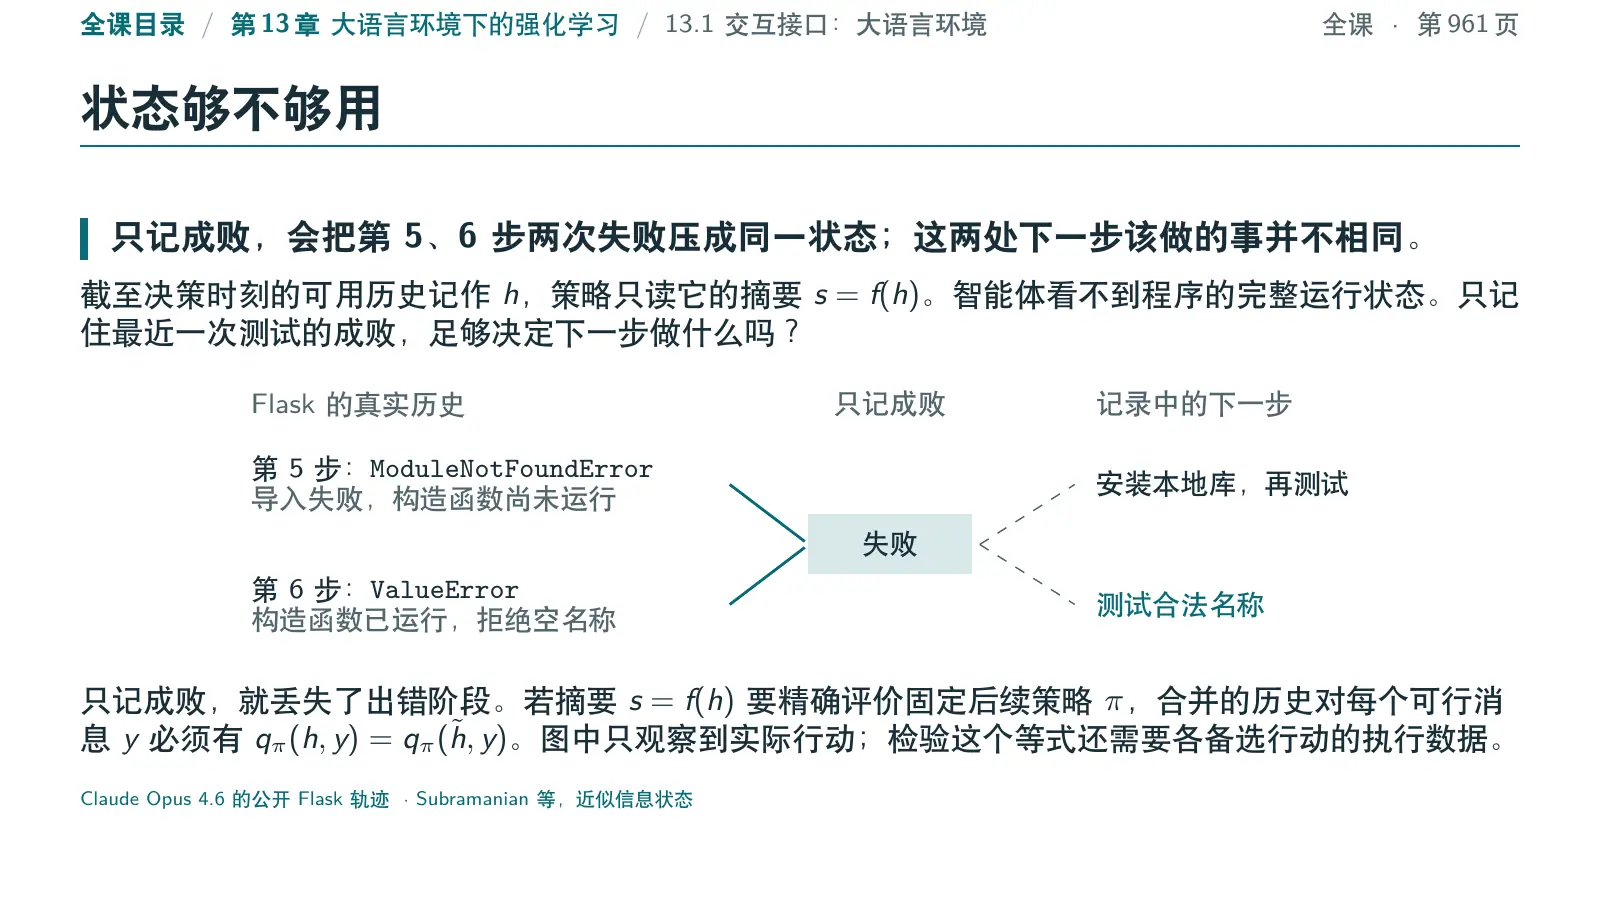 全课目录 / 第 13 章 大语言环境下的强化学习 / 13.1 交互接口：大语言环境
全课 · 第 961 页
状态够不够用
只记成败，会把第 5、6 步两次失败压成同一状态；这两处下一步该做的事并不相同。
截至决策时刻的可用历史记作 h，策略只读它的摘要 s = f(h)。智能体看不到程序的完整运行状态。只记
住最近一次测试的成败，足够决定下一步做什么吗？
Flask 的真实历史
只记成败
记录中的下一步
第 5 步：ModuleNotFoundError
导入失败，构造函数尚未运行
安装本地库，再测试
失败
第 6 步：ValueError
构造函数已运行，拒绝空名称
测试合法名称
只记成败，就丢失了出错阶段。若摘要 s = f(h) 要精确评价固定后续策略 π，合并的历史对每个可行消
息 y 必须有 qπ(h, y) = qπ(h̃, y)。图中只观察到实际行动；检验这个等式还需要各备选行动的执行数据。
Claude Opus 4.6 的公开 Flask 轨迹 · Subramanian 等，近似信息状态